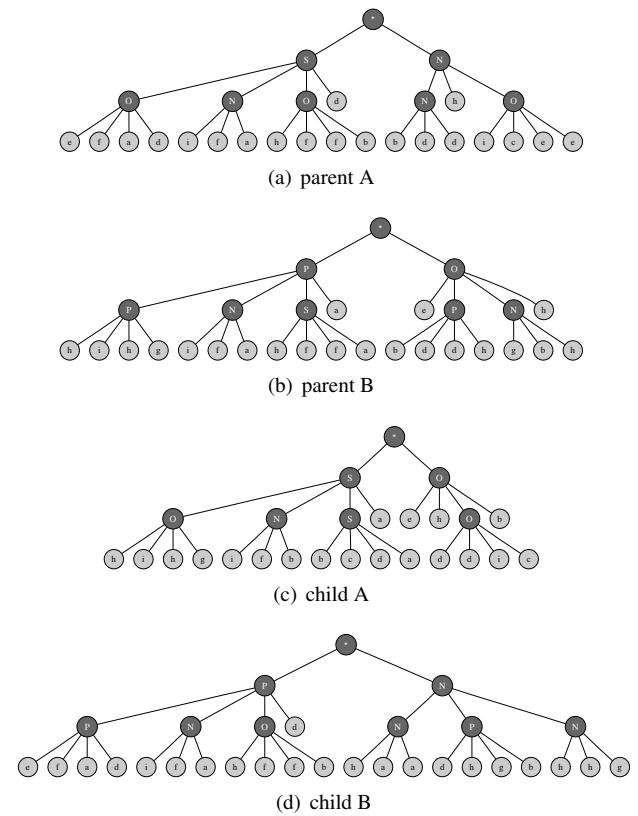 *
S N
O N O d N h O
e f a d i f a h f f b b d d i c e e
(a) parent A
*
P O
P N S a e P N h
h i h g i f a h f f a b d d h g b h
(b) parent B
*
S O
O N S a e h O b
h i h g i f b b c d a d d i c
(c) child A
*
P N
P N O d N P N
e f a d i f a h f f b h a a d h g b h h g
(d) child B